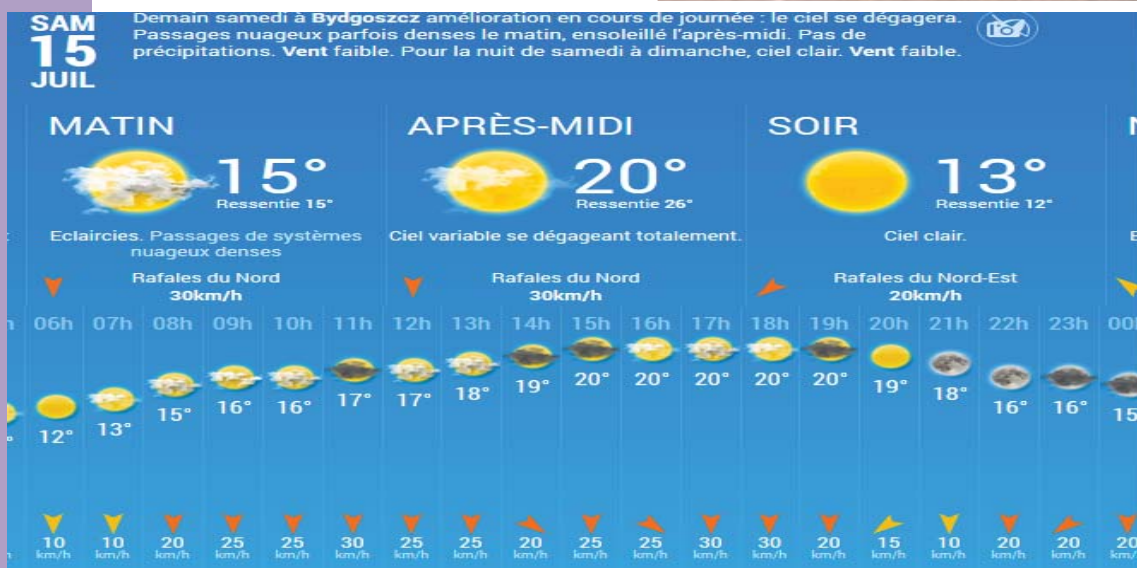 SAM
15
JUIL
Demain samedi à Bydgoszcz amélioration en cours de journée : le ciel se dégagera.
Passages nuageux parfois denses le matin, ensoleillé l'après-midi. Pas de
précipitations. Vent faible. Pour la nuit de samedi à dimanche, ciel clair. Vent faible.
MATIN
15°
Ressentie 15°
Eclaircies. Passages de systèmes
nuageux denses
Rafales du Nord
30km/h
APRÈS-MIDI
20°
Ressentie 26°
Ciel variable se dégageant totalement.
Rafales du Nord
30km/h
SOIR
13°
Ressentie 12°
Ciel clair.
Rafales du Nord-Est
20km/h
06h 07h 08h 09h 10h 11h 12h 13h 14h 15h 16h 17h 18h 19h 20h 21h 22h 23h 00h
12° 13° 15° 16° 16° 17° 17° 18° 19° 20° 20° 20° 20° 20° 19° 18° 16° 16° 15
10 10 20 25 25 30 25 25 20 25 25 30 30 20 15 10 20 20 20
km/h km/h km/h km/h km/h km/h km/h km/h km/h km/h km/h km/h km/h km/h km/h km/h km/h km/h km/